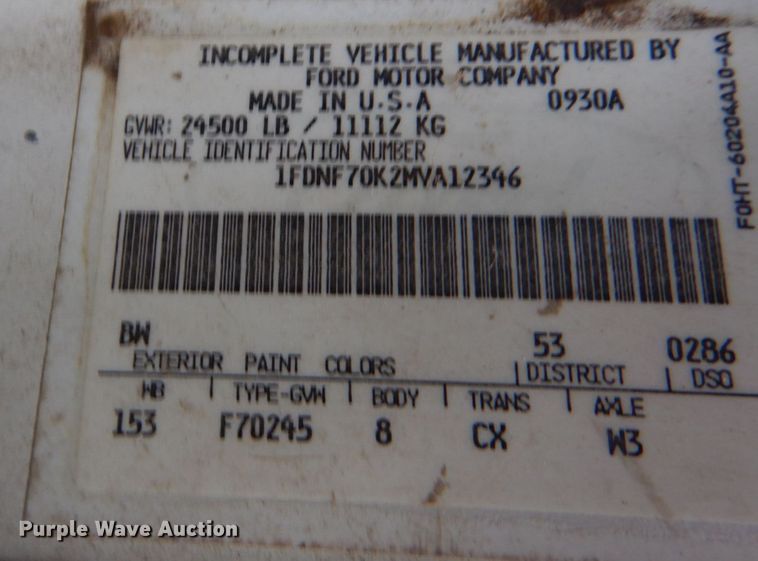 INCOMPLETE VEHICLE MANUFACTURED BY
FORD MOTOR COMPANY
MADE IN U.S.A 0930A
GVWR: 24500 LB / 11112 KG
VEHICLE IDENTIFICATION NUMBER
1FDNF70K2MVA12346
F0HT-60204A10-AA
BW 53 0286
EXTERIOR PAINT COLORS DISTRICT DSO
WB TYPE-GVW BODY TRANS AXLE
153 F70245 8 CX W3
Purple Wave Auction